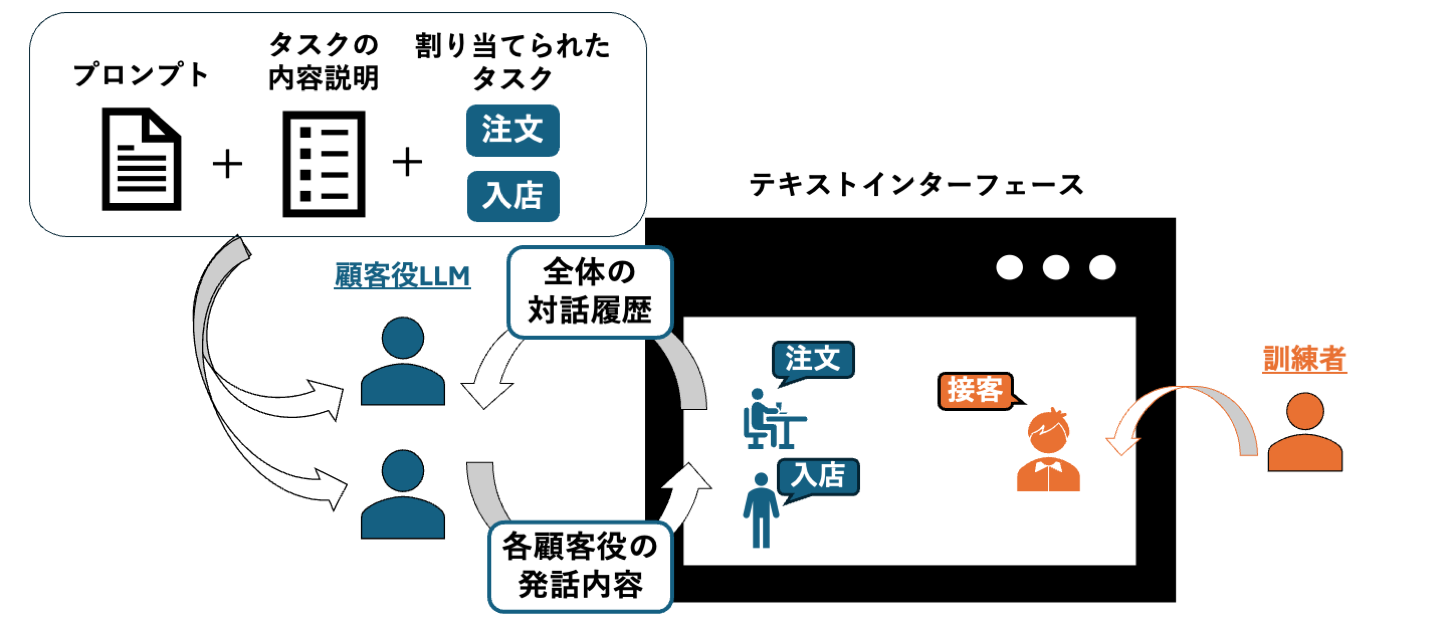 プロンプト
タスクの
内容説明
割り当てられた
タスク
＋
＋
注文
入店
テキストインターフェース
顧客役LLM
全体の
対話履歴
注文
接客
訓練者
入店
各顧客役の
発話内容